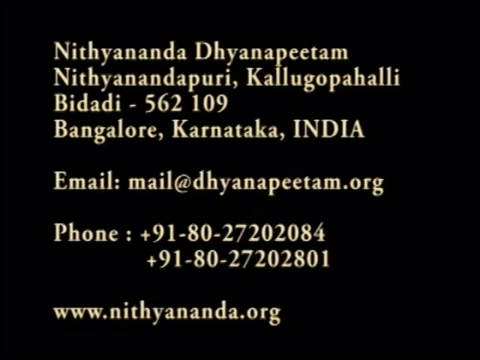 Nithyananda Dhyanapeetam
Nithyanandapuri, Kallugopahalli
Bidadi - 562 109
Bangalore, Karnataka, INDIA
Email: mail@dhyanapeetam.org
Phone : +91-80-27202084
+91-80-27202801
www.nithyananda.org